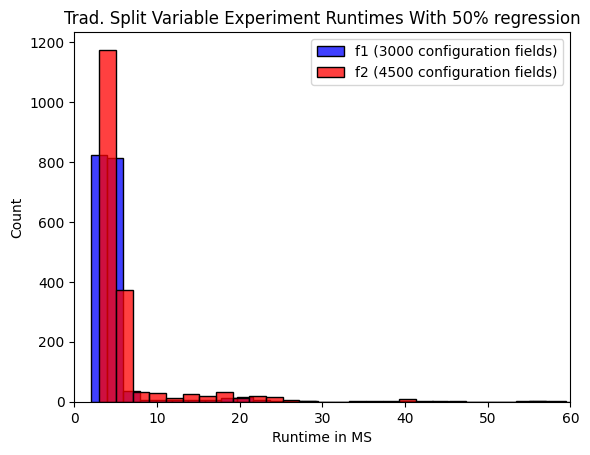 Trad. Split Variable Experiment Runtimes With 50% regression
f1 (3000 configuration fields)
f2 (4500 configuration fields)
1200
1000
800
600
400
200
0
Count
0 10 20 30 40 50 60
Runtime in MS